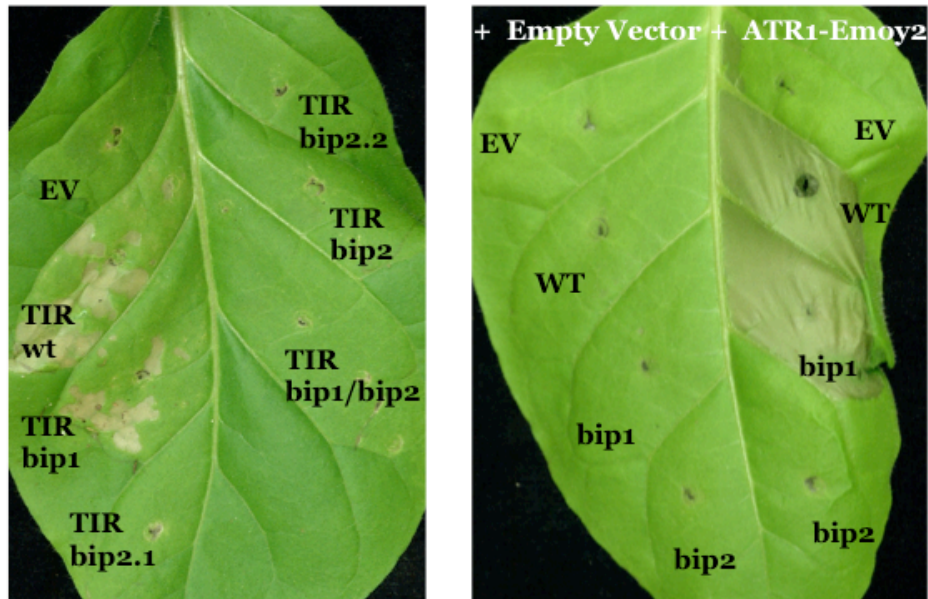 TIR
bip2.2
EV
TIR
bip2
TIR
wt
TIR
bip1/bip2
TIR
bip1
TIR
bip2.1
+ Empty Vector + ATR1-Emoy2
EV
EV
WT
WT
bip1
bip1
bip2
bip2